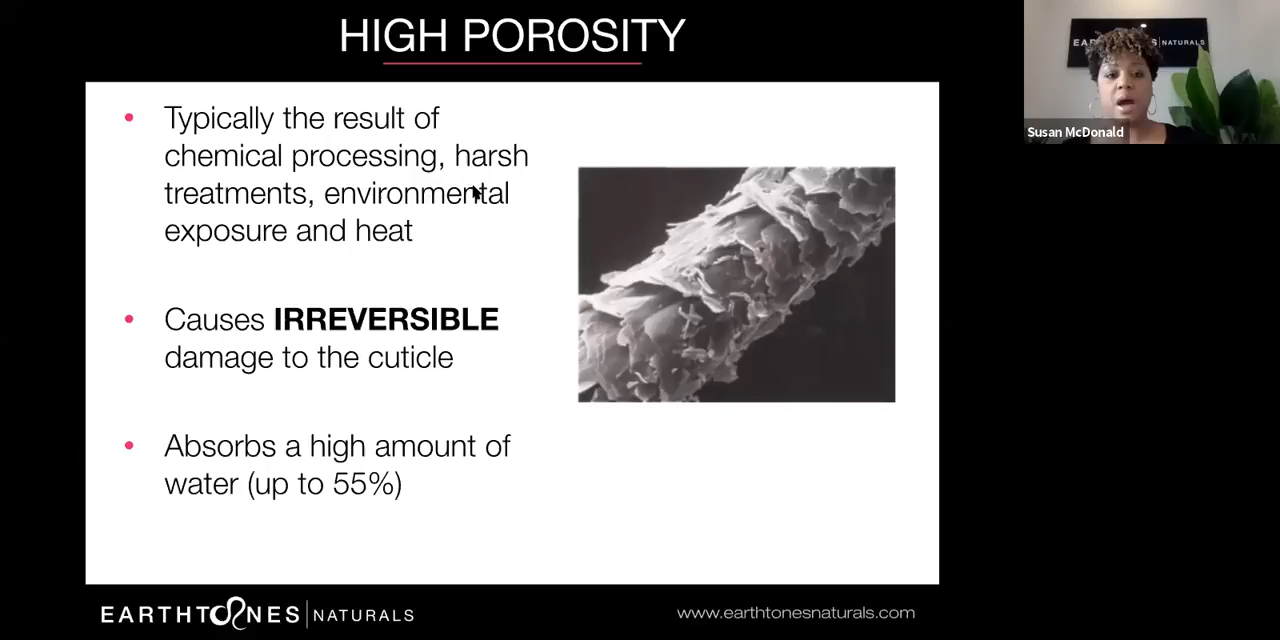 HIGH POROSITY
• Typically the result of
chemical processing, harsh
treatments, environmental
exposure and heat
• Causes IRREVERSIBLE
damage to the cuticle
• Absorbs a high amount of
water (up to 55%)
EARTHTONES | NATURALS
www.earthtonesnaturals.com
NATURALS
Susan McDonald